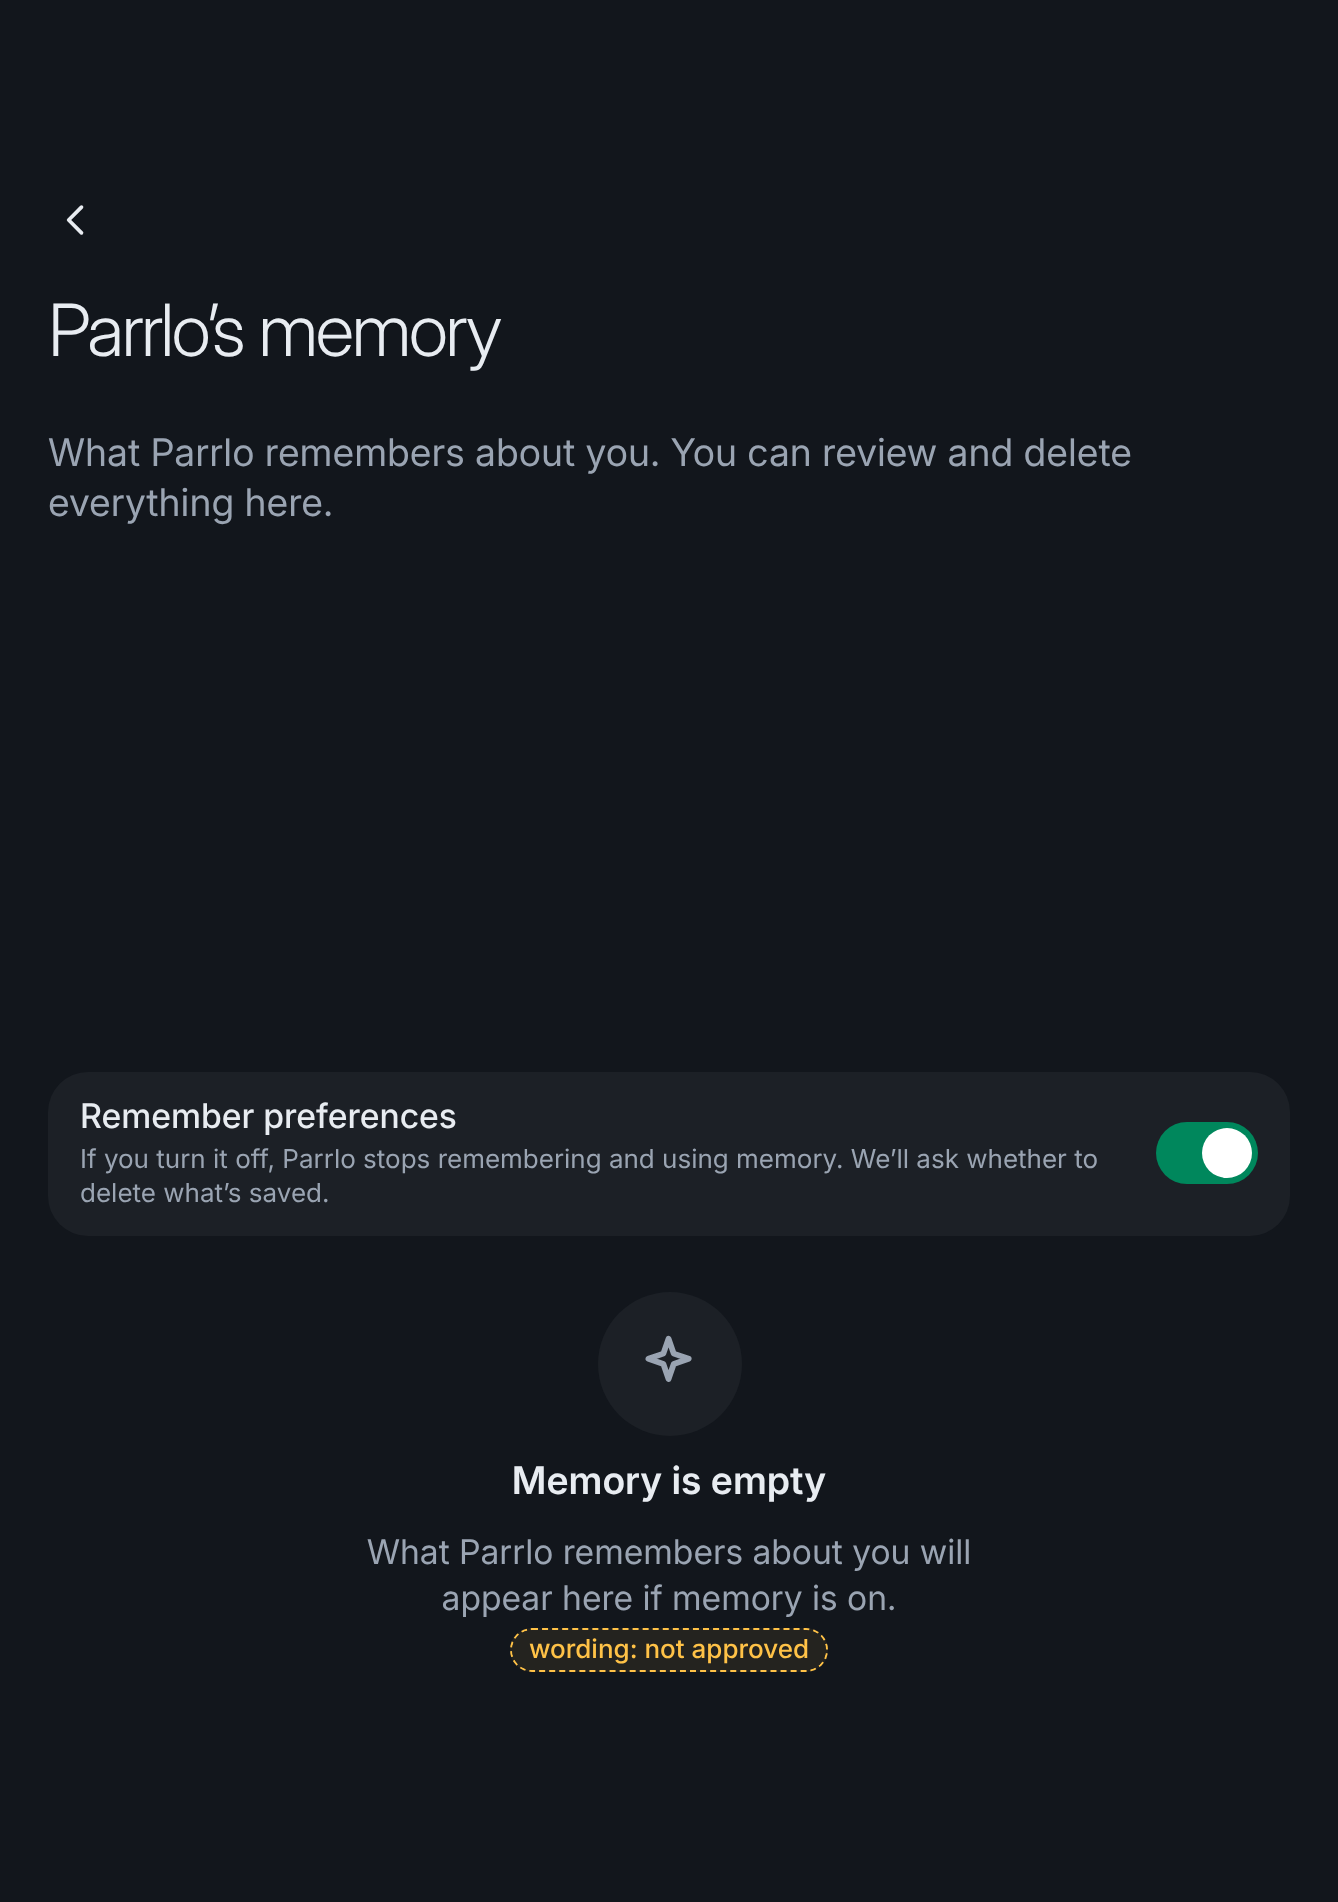 Parrlo’s memory
What Parrlo remembers about you. You can review and delete
everything here.
Remember preferences
If you turn it off, Parrlo stops remembering and using memory. We’ll ask whether to
delete what’s saved.
Memory is empty
What Parrlo remembers about you will
appear here if memory is on.
wording: not approved